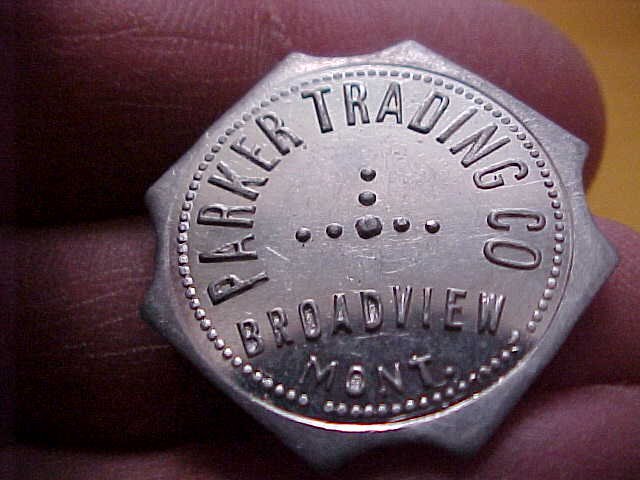 PARKER TRADING CO
BROADVIEW,
MONT.